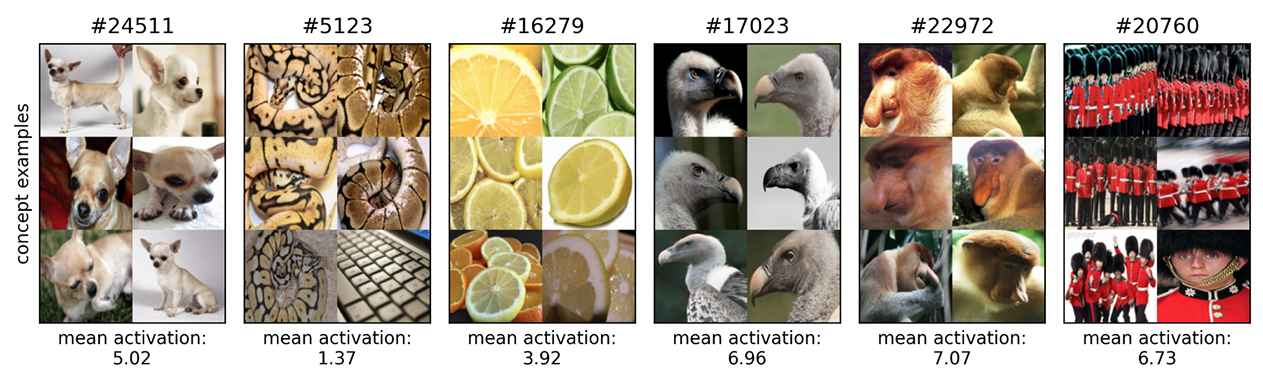 #24511 #5123 #16279 #17023 #22972 #20760
concept examples
mean activation: mean activation: mean activation: mean activation: mean activation: mean activation:
5.02 1.37 3.92 6.96 7.07 6.73